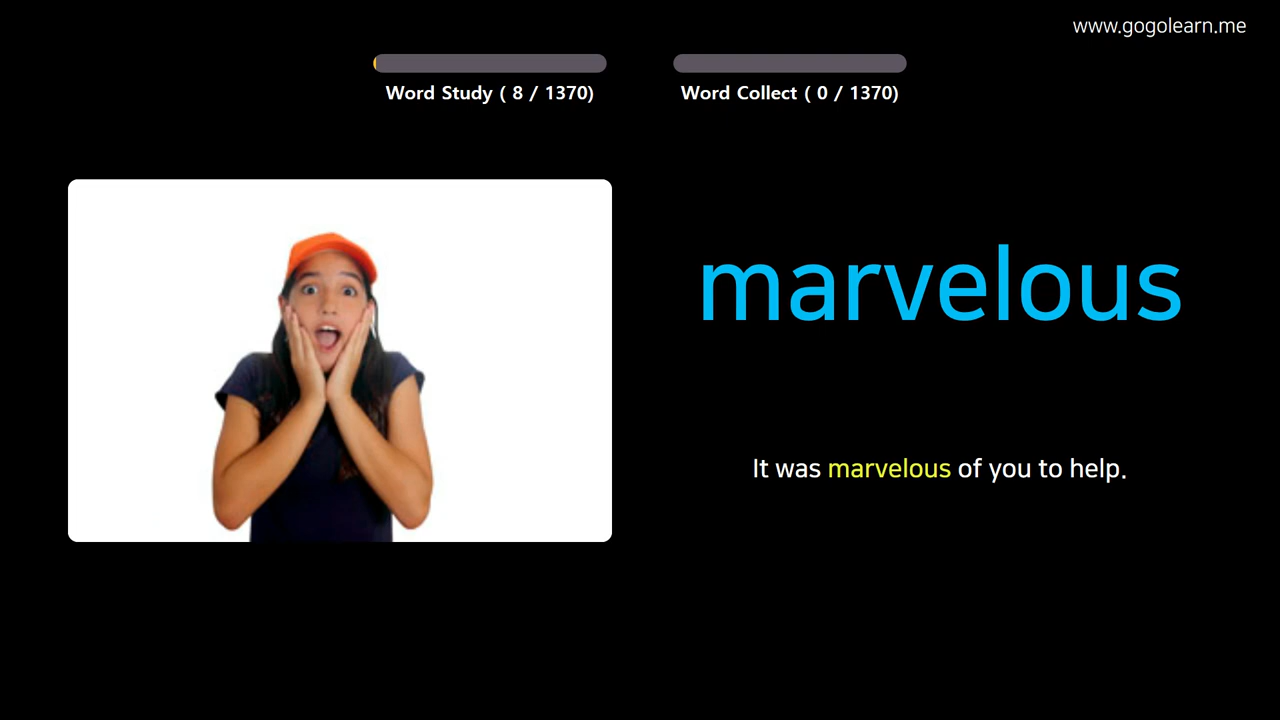 www.gogolearn.me
Word Study ( 8 / 1370)
Word Collect ( 0 / 1370)
marvelous
It was marvelous of you to help.